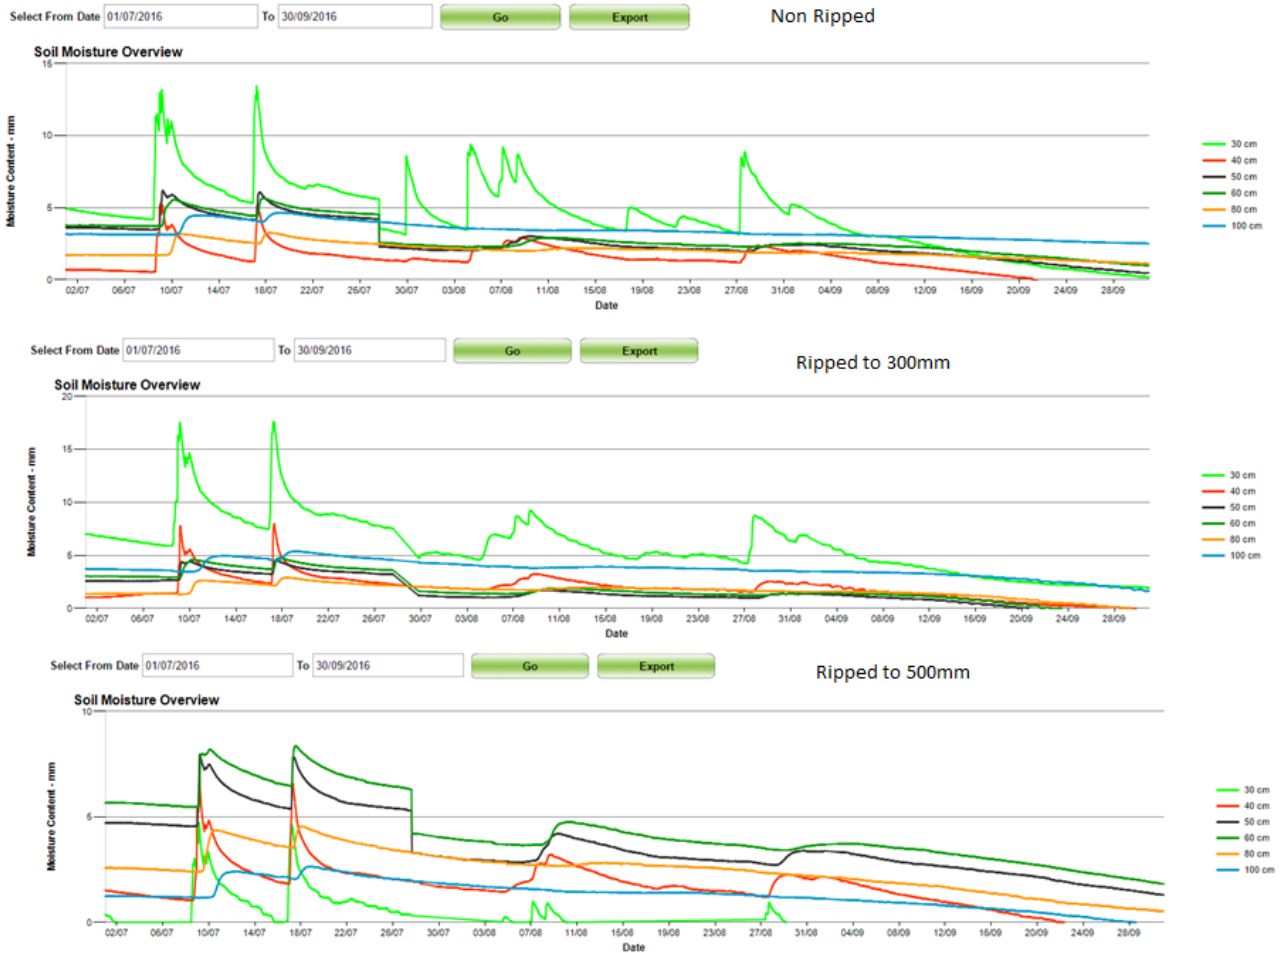 Select From Date 01/07/2016 To 30/09/2016 Go Export Non Ripped
Soil Moisture Overview
Moisture Content - mm
15
10
5
0
02/07 06/07 10/07 14/07 18/07 22/07 26/07 30/07 03/08 07/08 11/08 15/08 19/08 23/08 27/08 31/08 04/09 08/09 12/09 16/09 20/09 24/09 28/09
Date
30 cm
40 cm
50 cm
60 cm
80 cm
100 cm
Select From Date 01/07/2016 To 30/09/2016 Go Export Ripped to 300mm
Soil Moisture Overview
Moisture Content - mm
20
15
10
5
0
02/07 06/07 10/07 14/07 18/07 22/07 26/07 30/07 03/08 07/08 11/08 15/08 19/08 23/08 27/08 31/08 04/09 08/09 12/09 16/09 20/09 24/09 28/09
Date
30 cm
40 cm
50 cm
60 cm
80 cm
100 cm
Select From Date 01/07/2016 To 30/09/2016 Go Export Ripped to 500mm
Soil Moisture Overview
Moisture Content - mm
10
5
0
02/07 06/07 10/07 14/07 18/07 22/07 26/07 30/07 03/08 07/08 11/08 15/08 19/08 23/08 27/08 31/08 04/09 08/09 12/09 16/09 20/09 24/09 28/09
Date
30 cm
40 cm
50 cm
60 cm
80 cm
100 cm